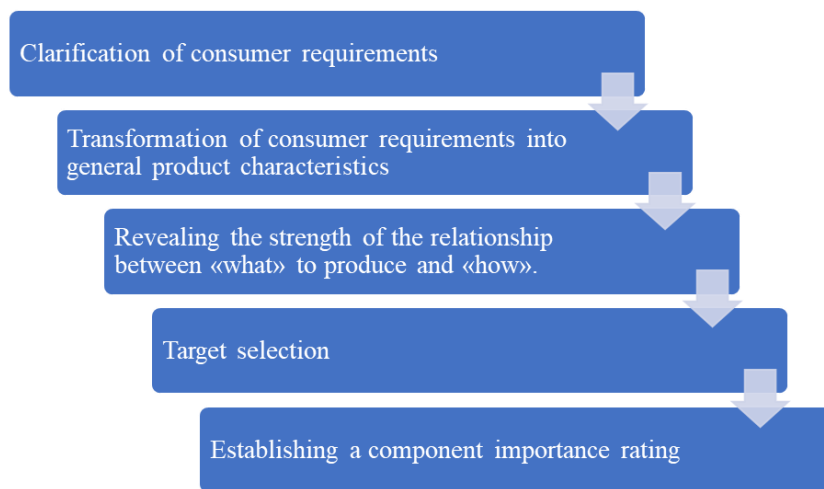 Clarification of consumer requirements
Transformation of consumer requirements into
general product characteristics
Revealing the strength of the relationship
between «what» to produce and «how».
Target selection
Establishing a component importance rating